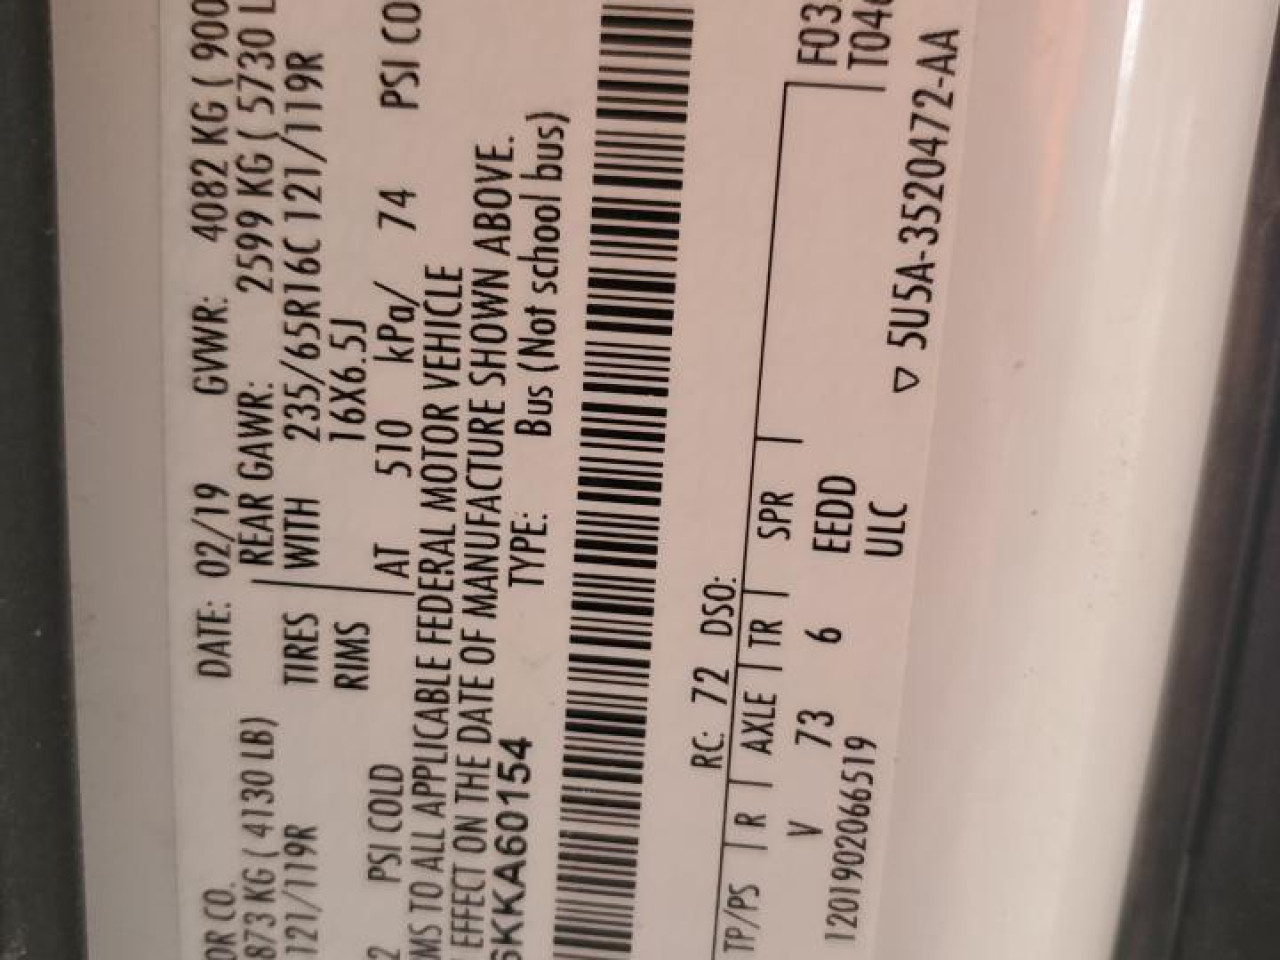 OR CO. DATE: 02/19 GVWR: 4082 KG ( 900
873 KG ( 4130 LB) REAR GAWR: 2599 KG ( 5730 L
121/119R TIRES WITH 235/65R16C 121/119R
RIMS 16X6.5J
2 PSI COLD AT 510 kPa/ 74 PSI CO
MS TO ALL APPLICABLE FEDERAL MOTOR VEHICLE
EFFECT ON THE DATE OF MANUFACTURE SHOWN ABOVE.
KKA60154 TYPE: Bus (Not school bus)
RC: 72 DSO:
TP/PS R AXLE TR SPR F03
V 73 6 EEDD T04
1201902066519 ULC
▽ 5U5A-3520472-AA